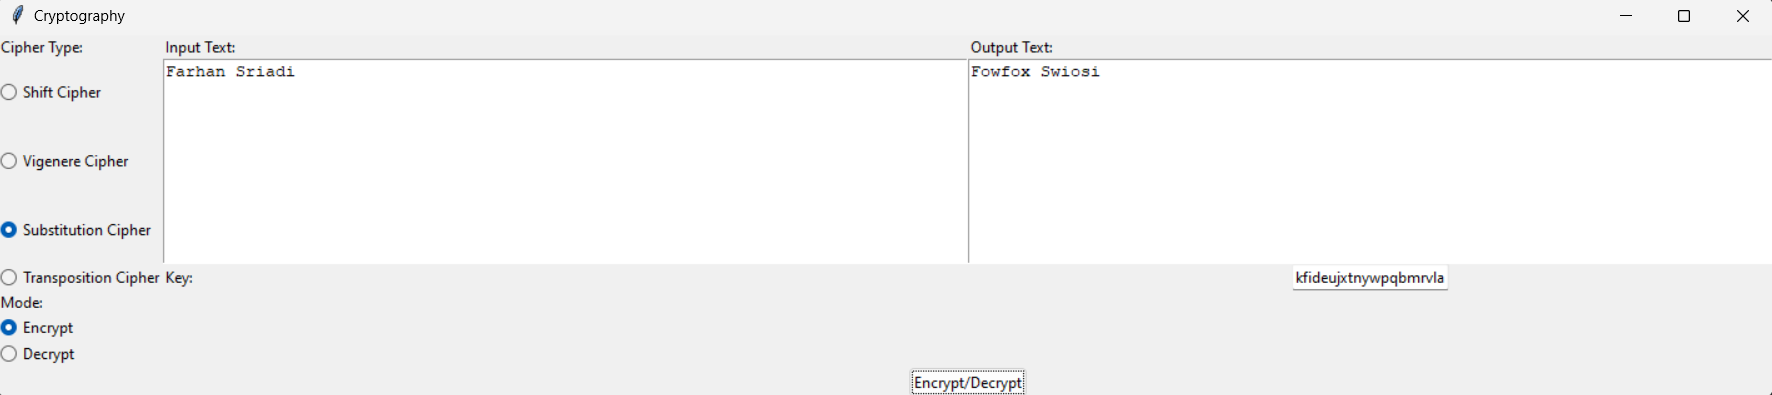 Cryptography
Cipher Type:
Input Text:
Output Text:
Farhan Sriadi
Fowfox Swiosi
Shift Cipher
Vigenere Cipher
Substitution Cipher
Transposition Cipher
Key:
kfideujxtnywpqbmrvla
Mode:
Encrypt
Decrypt
Encrypt/Decrypt